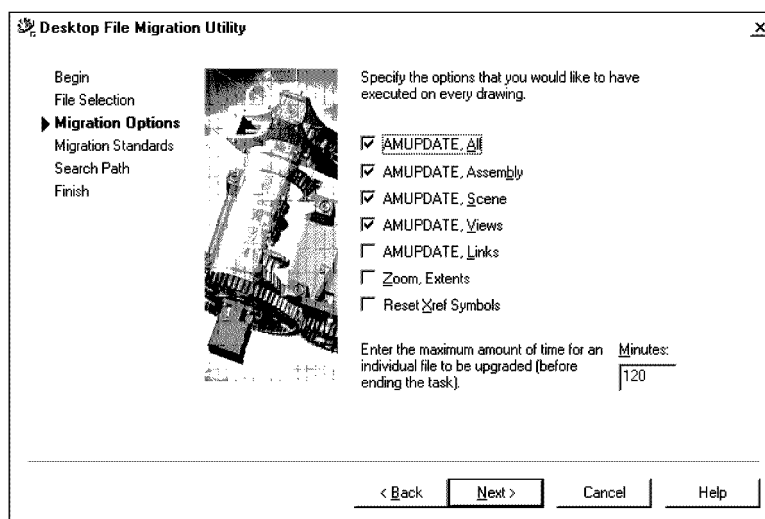 Desktop File Migration Utility
Begin
File Selection
Migration Options
Migration Standards
Search Path
Finish
Specify the options that you would like to have
executed on every drawing.
AMUPDATE, All
AMUPDATE, Assembly
AMUPDATE, Scene
AMUPDATE, Views
AMUPDATE, Links
Zoom, Extents
Reset Xref Symbols
Enter the maximum amount of time for an
individual file to be upgraded (before
ending the task).
Minutes:
120
< Back
Next >
Cancel
Help